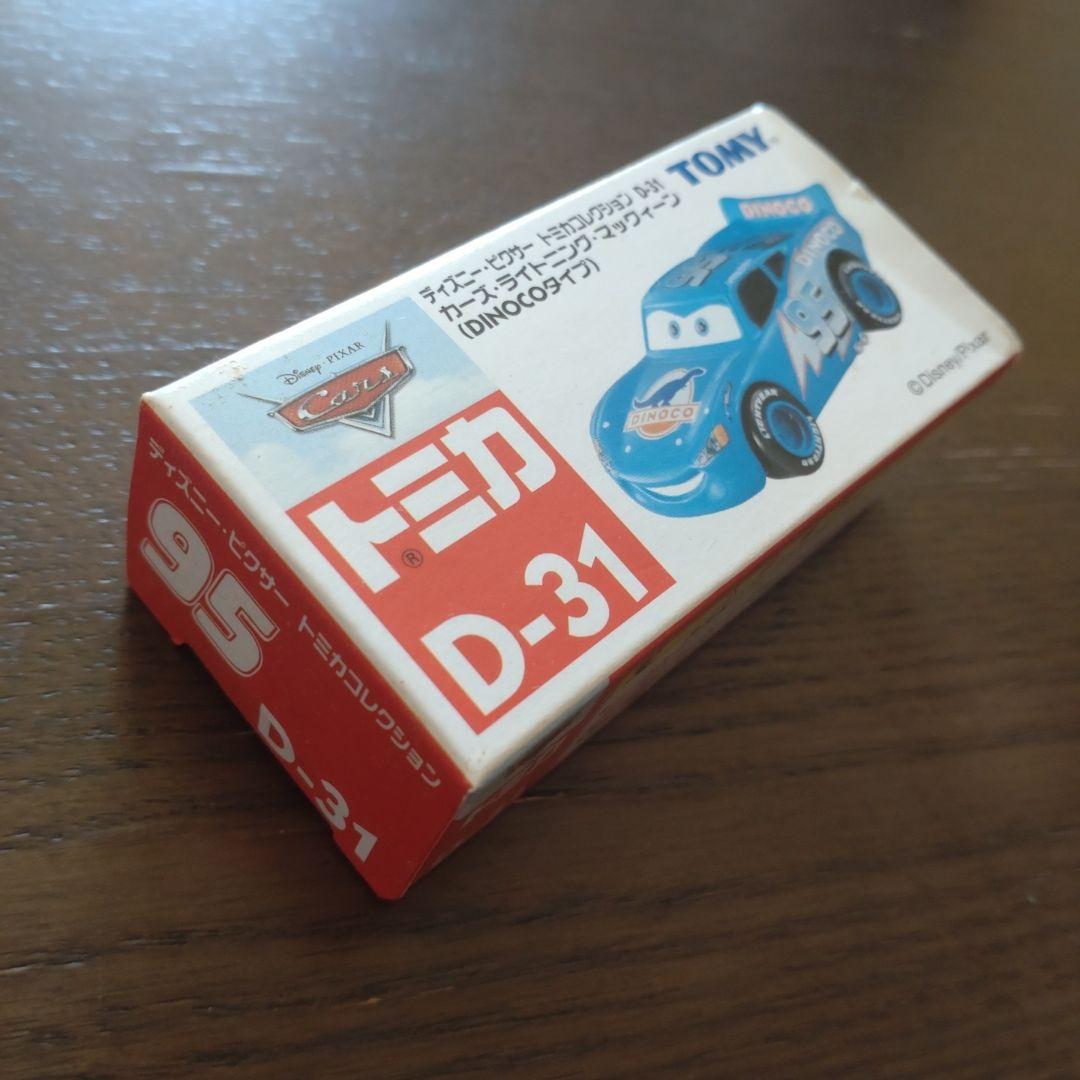 ディズニー・ピクサー トミカコレクション D-31
カーズ・ライトニング・マックィーン
(DINOCOタイプ)
TOMY
Disney・PIXAR
Cars
トミカ®
D-31
DINOCO
DINOCO
95
95
DINOCO
LIGHTYEAR
©Disney/Pixar
ディズニー・ピクサー トミカコレクション
95
D-31